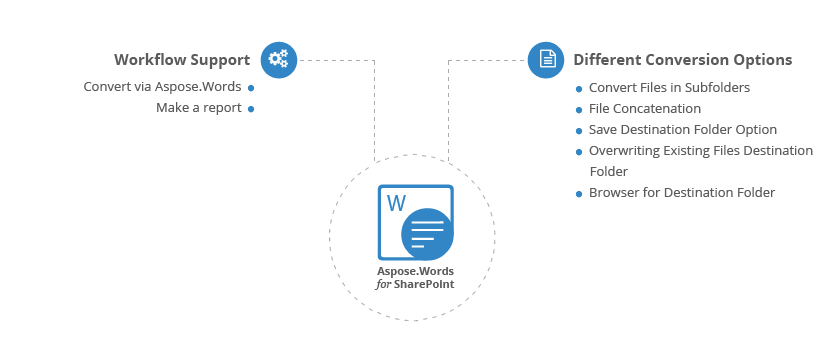 Workflow Support
Convert via Aspose.Words
Make a report
Different Conversion Options
Convert Files in Subfolders
File Concatenation
Save Destination Folder Option
Overwriting Existing Files Destination
Folder
Browser for Destination Folder
W
Aspose.Words
for SharePoint